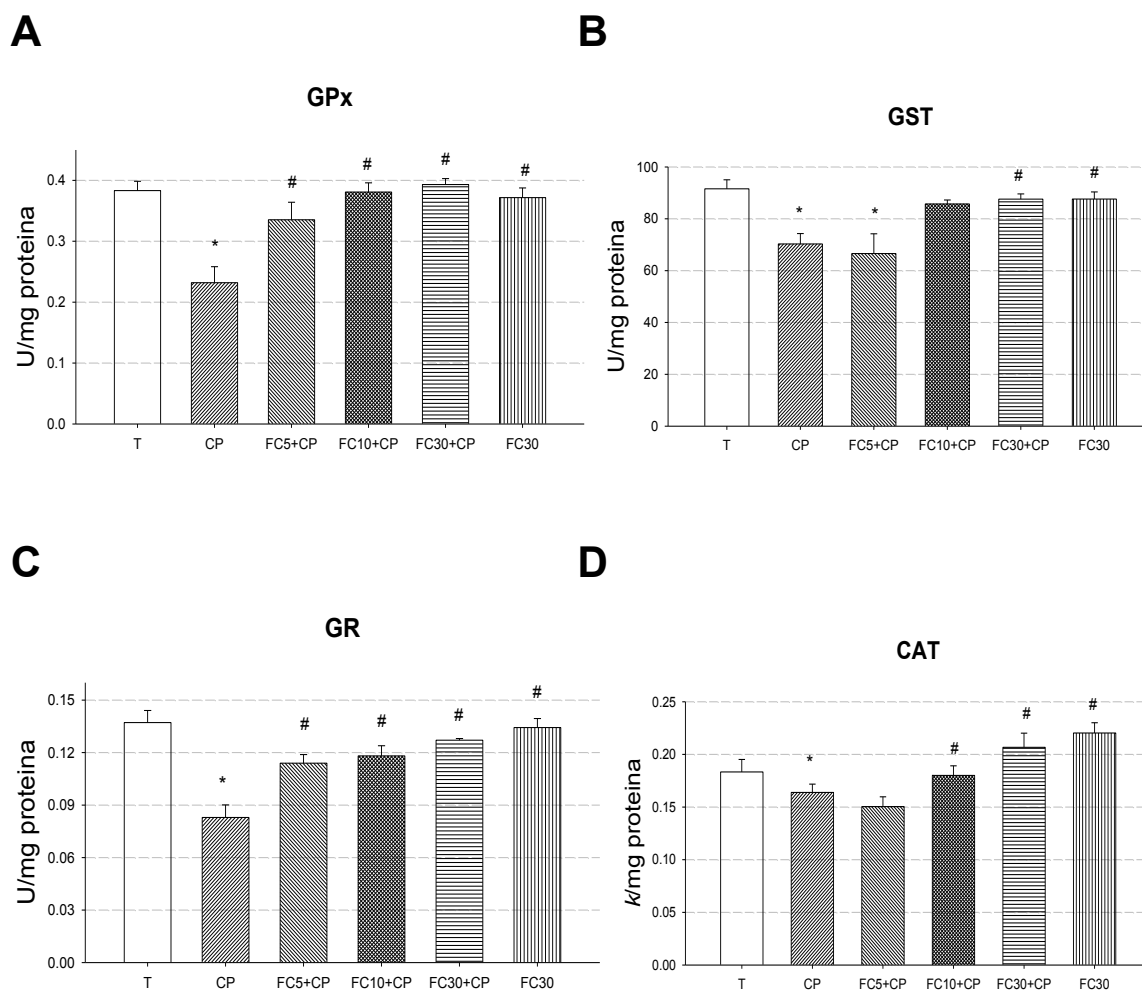 A
GPx
U/mg proteina
0.4
0.3
0.2
0.1
0.0
*
#
#
#
#
T CP FC5+CP FC10+CP FC30+CP FC30
B
GST
U/mg proteina
100
80
60
40
20
0
*
*
#
#
T CP FC5+CP FC10+CP FC30+CP FC30
C
GR
U/mg proteina
0.15
0.12
0.09
0.06
0.03
0.00
*
#
#
#
#
T CP FC5+CP FC10+CP FC30+CP FC30
D
CAT
k/mg proteina
0.25
0.20
0.15
0.10
0.05
0.00
*
#
#
#
T CP FC5+CP FC10+CP FC30+CP FC30